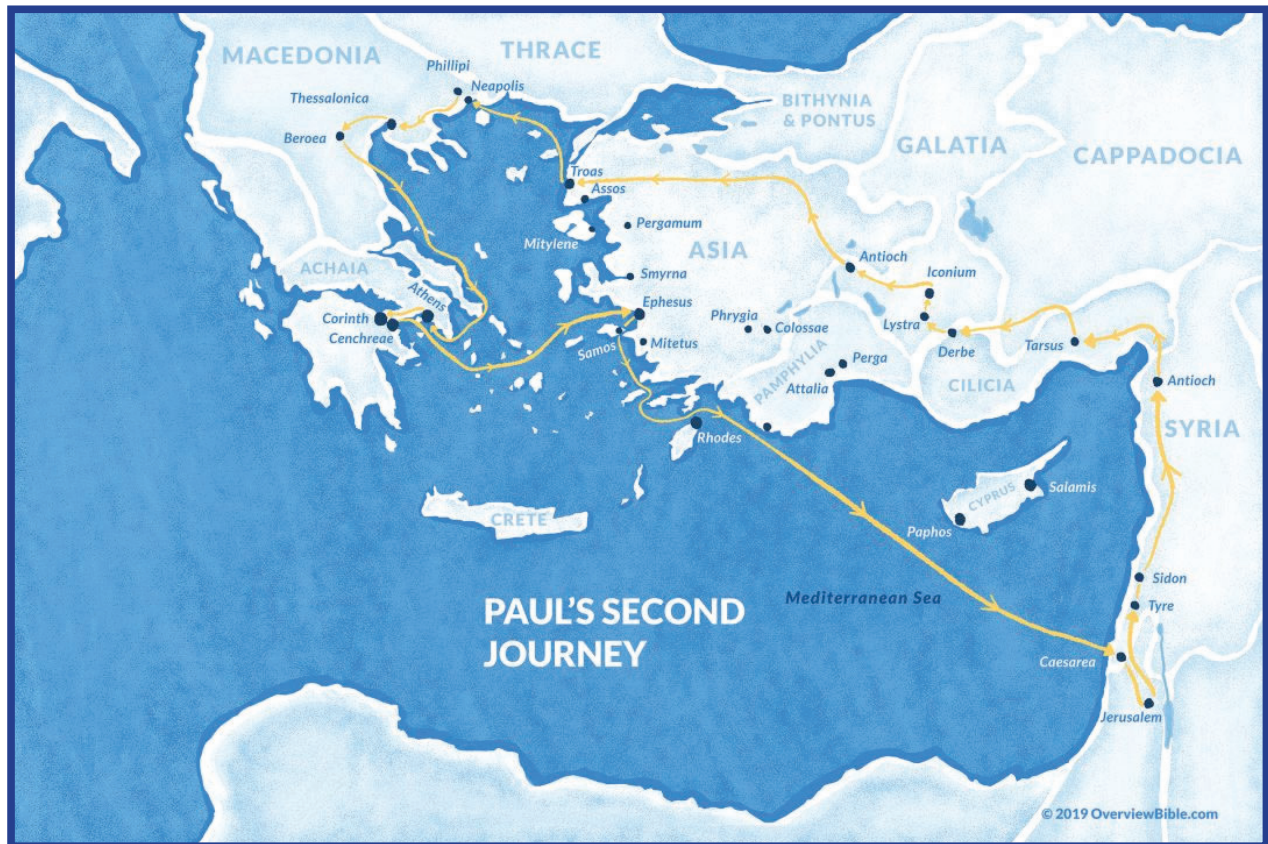 MACEDONIA
THRACE
Phillipi
Neapolis
Thessalonica
Beroea
BITHYNIA
& PONTUS
GALATIA
CAPPADOCIA
Troas
Assos
Mitylene
Pergamum
ASIA
Smyrna
Antioch
Iconium
ACHAIA
Athens
Corinth
Cenchreae
Ephesus
Samos
Mitetus
Phrygia
Colossae
Lystra
Derbe
Tarsus
PAMPHYLIA
Perga
Attalia
CILICIA
Antioch
SYRIA
Rhodes
CRETE
CYPRUS
Salamis
Paphos
Sidon
Tyre
Mediterranean Sea
PAUL'S SECOND
JOURNEY
Caesarea
Jerusalem
© 2019 OverviewBible.com